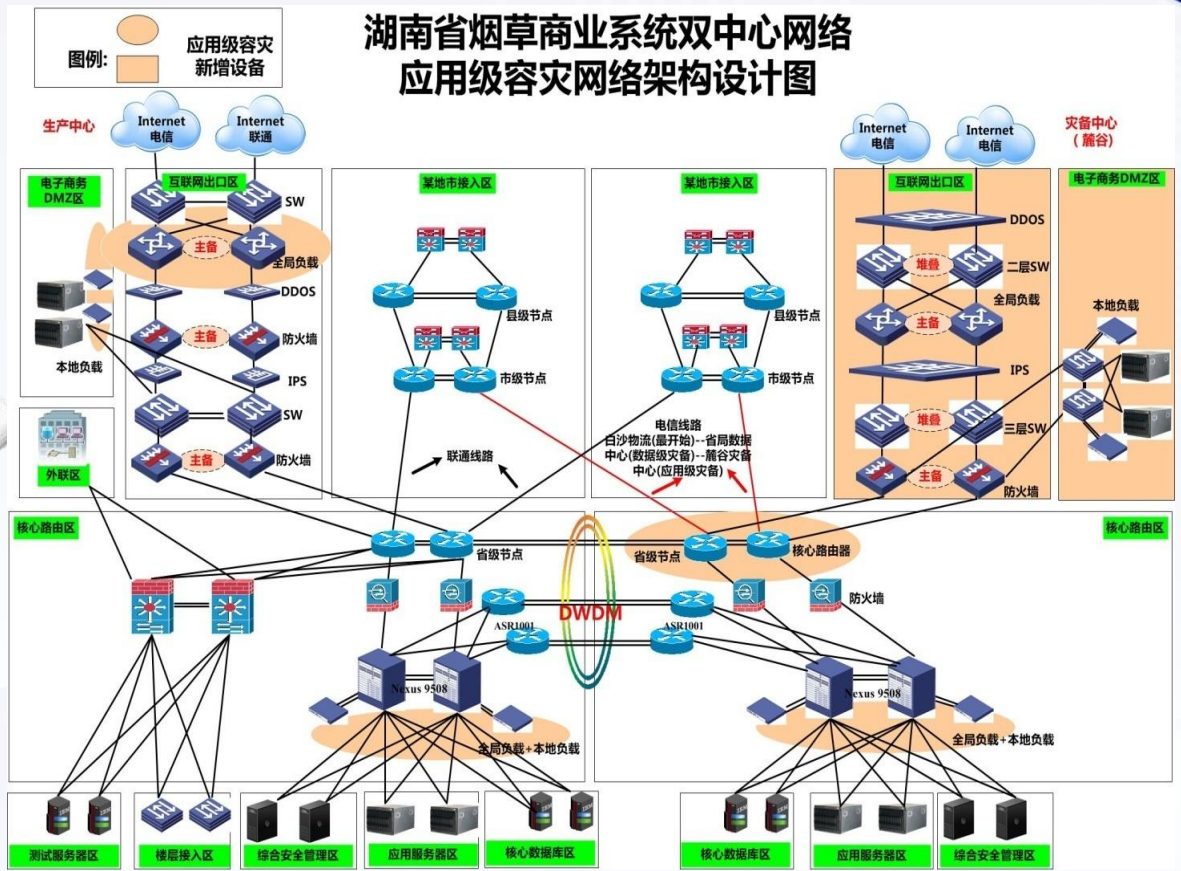 湖南省烟草商业系统双中心网络
应用级容灾网络架构设计图
图例:
应用级容灾
新增设备
生产中心
Internet
电信
Internet
联通
Internet
电信
Internet
电信
灾备中心
(麓谷)
电子商务
DMZ区
互联网出口区
某地市接入区
某地市接入区
互联网出口区
电子商务DMZ区
SW
主备
全局负载
DDOS
主备
防火墙
本地负载
IPS
SW
主备
防火墙
外联区
县级节点
市级节点
联通线路
县级节点
市级节点
电信线路
白沙物流(最开始)--省局数据
中心(数据级灾备)--麓谷灾备
中心(应用级灾备)
DDOS
堆叠
二层SW
全局负载
主备
IPS
堆叠
三层SW
主备
防火墙
本地负载
核心路由区
核心路由区
省级节点
省级节点
核心路由器
防火墙
DWDM
ASR1001
ASR1001
Nexus 9508
Nexus 9508
全局负载+本地负载
全局负载+本地负载
测试服务器区
楼层接入区
综合安全管理区
应用服务器区
核心数据库区
核心数据库区
应用服务器区
综合安全管理区